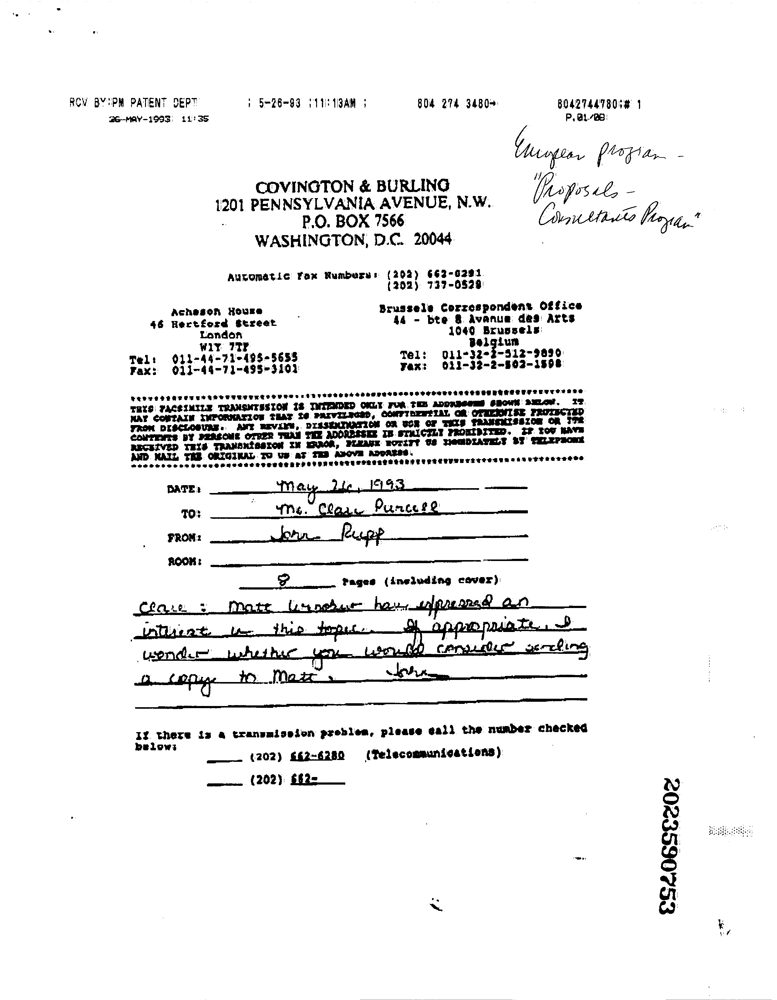 RCV BY:PM PATENT DEPT ; 5-26-93 ;11:13AM ; 804 274 3480→ 8042744780;# 1
26-MAY-1993 11:35 P.01/08
European program -
"Proposals -
Consultants Program"
COVINGTON & BURLING
1201 PENNSYLVANIA AVENUE, N.W.
P.O. BOX 7566
WASHINGTON, D.C. 20044
Automatic Fax Numbers: (202) 662-6291
(202) 737-0528
Acheson House
46 Hertford Street
London
W1Y 7TF
Tel: 011-44-71-495-5655
Fax: 011-44-71-495-3101
Brussels Correspondent Office
44 - bte 8 Avenue des Arts
1040 Brussels
Belgium
Tel: 011-32-2-512-9890
Fax: 011-32-2-502-1598
THIS FACSIMILE TRANSMISSION IS INTENDED ONLY FOR THE ADDRESSEE SHOWN BELOW. IT
MAY CONTAIN INFORMATION THAT IS PRIVILEGED, CONFIDENTIAL OR OTHERWISE PROTECTED
FROM DISCLOSURE. ANY REVIEW, DISSEMINATION OR USE OF THIS TRANSMISSION OR ITS
CONTENTS BY PERSONS OTHER THAN THE ADDRESSEE IS STRICTLY PROHIBITED. IF YOU HAVE
RECEIVED THIS TRANSMISSION IN ERROR, PLEASE NOTIFY US IMMEDIATELY BY TELEPHONE
AND MAIL THE ORIGINAL TO US AT THE ABOVE ADDRESS.
DATE: May 26, 1993
TO: Ms. Clare Purcell
FROM: John Rupp
ROOM:
8 Pages (including cover)
Clare: Matt has expressed an
interest in this topic. If appropriate, I
wonder whether you would consider sending
a copy to Matt. John
If there is a transmission problem, please call the number checked
below:
(202) 662-6280 (Telecommunications)
(202) 662-
2023590753